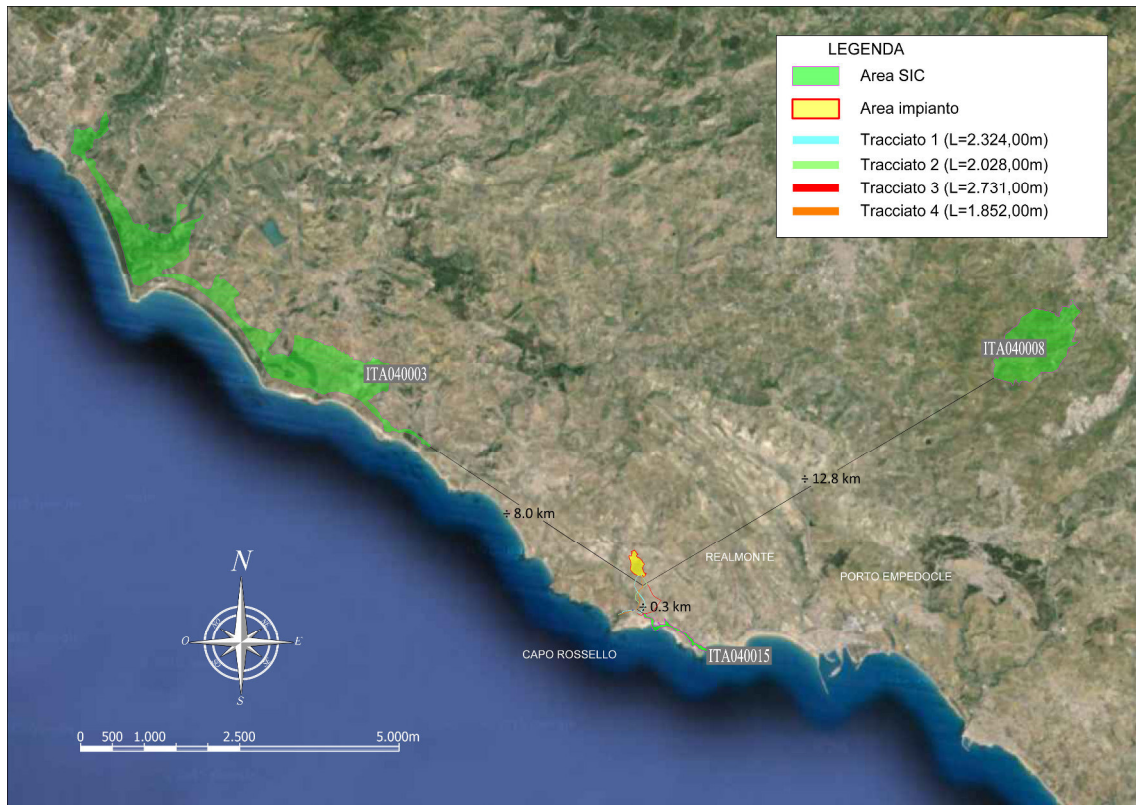 LEGENDA
Area SIC
Area impianto
Tracciato 1 (L=2.324,00m)
Tracciato 2 (L=2.028,00m)
Tracciato 3 (L=2.731,00m)
Tracciato 4 (L=1.852,00m)
ITA040008
ITA040003
÷ 12.8 km
÷ 8.0 km
REALMONTE
PORTO EMPEDOCLE
÷ 0.3 km
CAPO ROSSELLO
ITA040015
N
O
E
S
0 500 1.000 2.500 5.000m